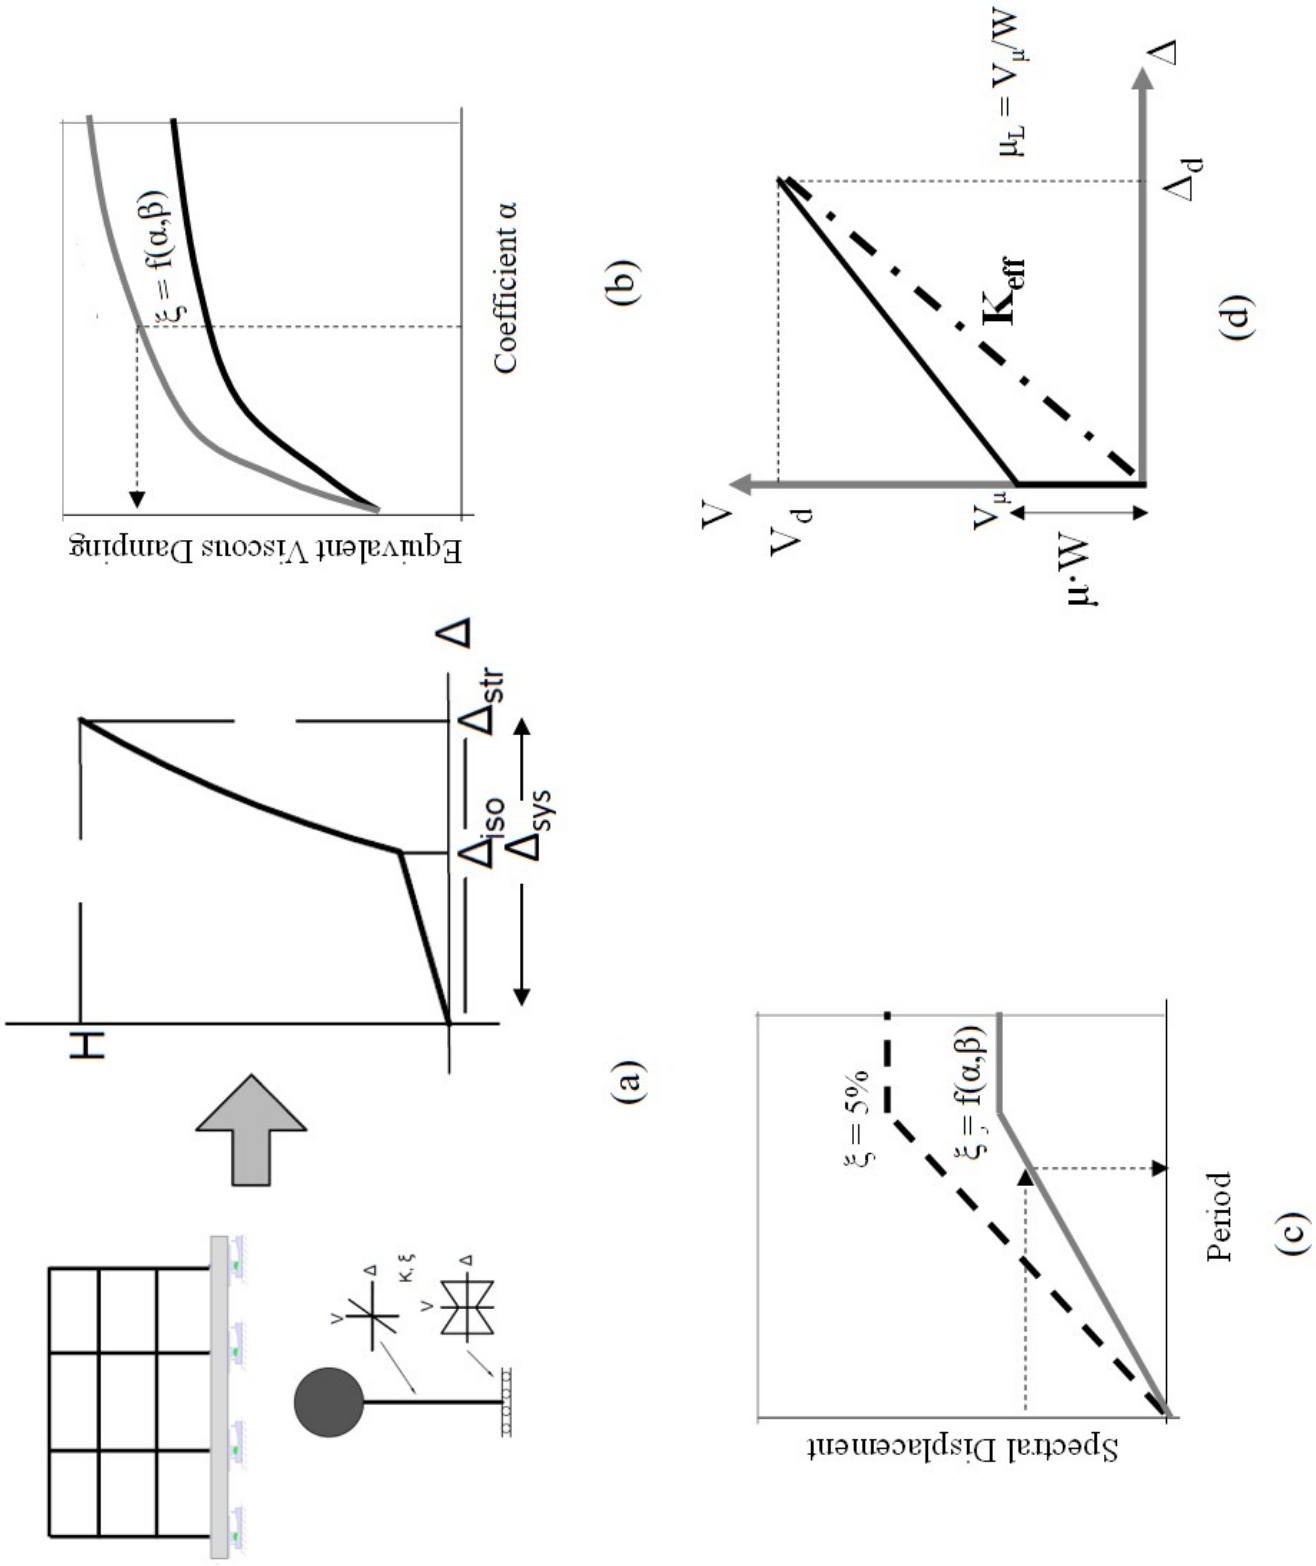 H
Δ
Δiso
Δstr
Δsys
V
Δ
K, ξ
V
Δ
(a)
Equivalent Viscous Damping
ξ = f(α,β)
Coefficient α
(b)
Spectral Displacement
ξ = 5%
ξ = f(α,β)
Period
(c)
V
Vd
Vμ
μ·W
Keff
μL = Vμ/W
Δd
Δ
(d)